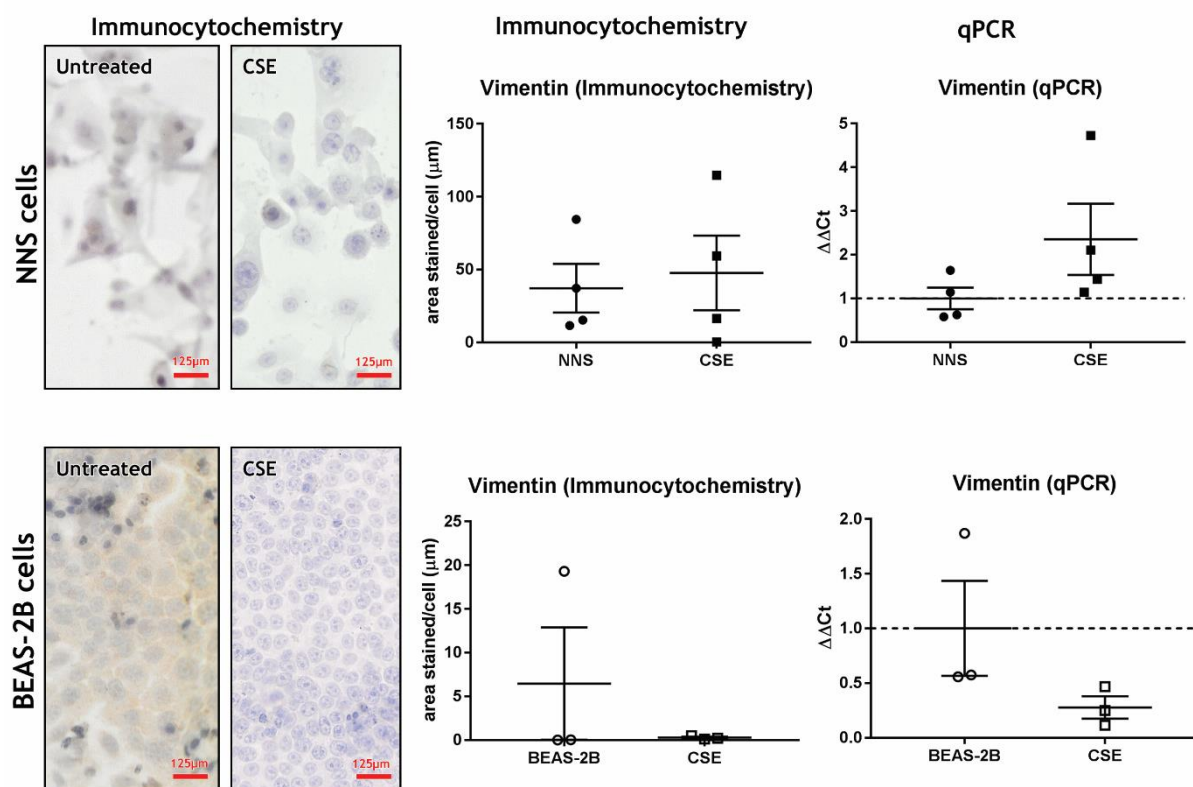 Immunocytochemistry
Immunocytochemistry
qPCR
NNS cells
Untreated
CSE
125µm
125µm
Vimentin (Immunocytochemistry)
area stained/cell (µm)
150
100
50
0
NNS
CSE
Vimentin (qPCR)
ΔΔCt
5
4
3
2
1
0
NNS
CSE
BEAS-2B cells
Untreated
CSE
125µm
125µm
Vimentin (Immunocytochemistry)
area stained/cell (µm)
25
20
15
10
5
0
BEAS-2B
CSE
Vimentin (qPCR)
ΔΔCt
2.0
1.5
1.0
0.5
0.0
BEAS-2B
CSE